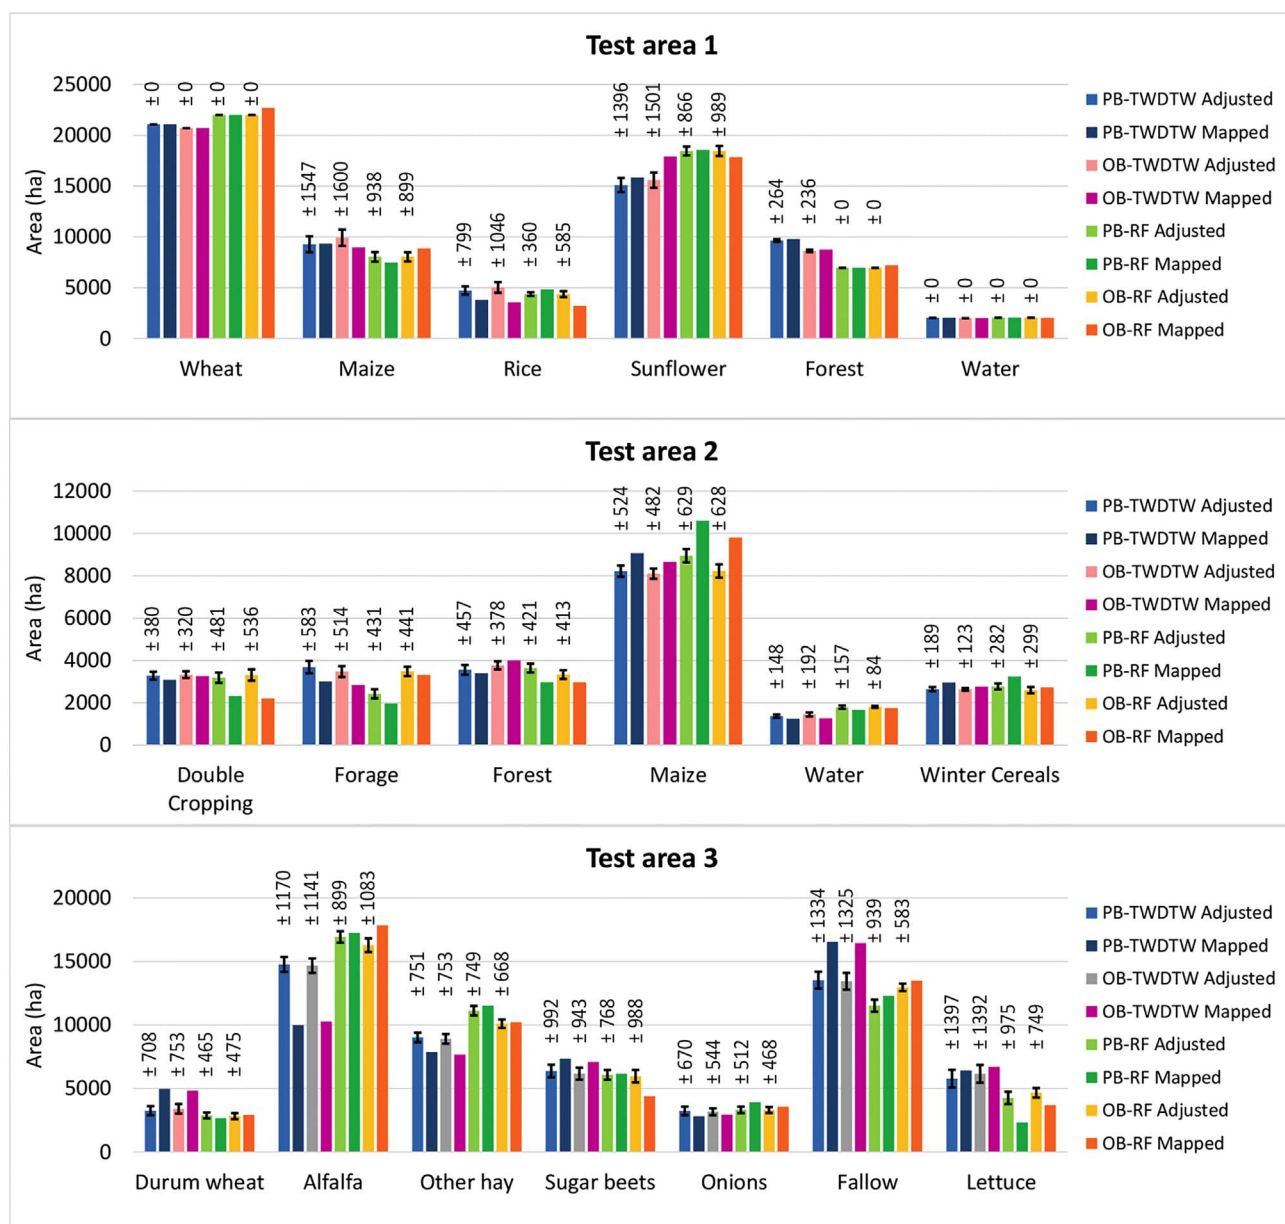 Test area 1
Area (ha)
25000
20000
15000
10000
5000
0
± 0
± 0
± 0
± 0
± 1547
± 1600
± 938
± 899
± 799
± 1046
± 360
± 585
± 1396
± 1501
± 866
± 989
± 264
± 236
± 0
± 0
± 0
± 0
± 0
± 0
Wheat
Maize
Rice
Sunflower
Forest
Water
PB-TWDTW Adjusted
PB-TWDTW Mapped
OB-TWDTW Adjusted
OB-TWDTW Mapped
PB-RF Adjusted
PB-RF Mapped
OB-RF Adjusted
OB-RF Mapped
Test area 2
Area (ha)
12000
10000
8000
6000
4000
2000
0
± 380
± 320
± 481
± 536
± 583
± 514
± 431
± 441
± 457
± 378
± 421
± 413
± 524
± 482
± 629
± 628
± 148
± 192
± 157
± 84
± 189
± 123
± 282
± 299
Double
Cropping
Forage
Forest
Maize
Water
Winter Cereals
PB-TWDTW Adjusted
PB-TWDTW Mapped
OB-TWDTW Adjusted
OB-TWDTW Mapped
PB-RF Adjusted
PB-RF Mapped
OB-RF Adjusted
OB-RF Mapped
Test area 3
Area (ha)
20000
15000
10000
5000
0
± 708
± 753
± 465
± 475
± 1170
± 1141
± 899
± 1083
± 751
± 753
± 749
± 668
± 992
± 943
± 768
± 988
± 670
± 544
± 512
± 468
± 1334
± 1325
± 939
± 583
± 1397
± 1392
± 975
± 749
Durum wheat
Alfalfa
Other hay
Sugar beets
Onions
Fallow
Lettuce
PB-TWDTW Adjusted
PB-TWDTW Mapped
OB-TWDTW Adjusted
OB-TWDTW Mapped
PB-RF Adjusted
PB-RF Mapped
OB-RF Adjusted
OB-RF Mapped